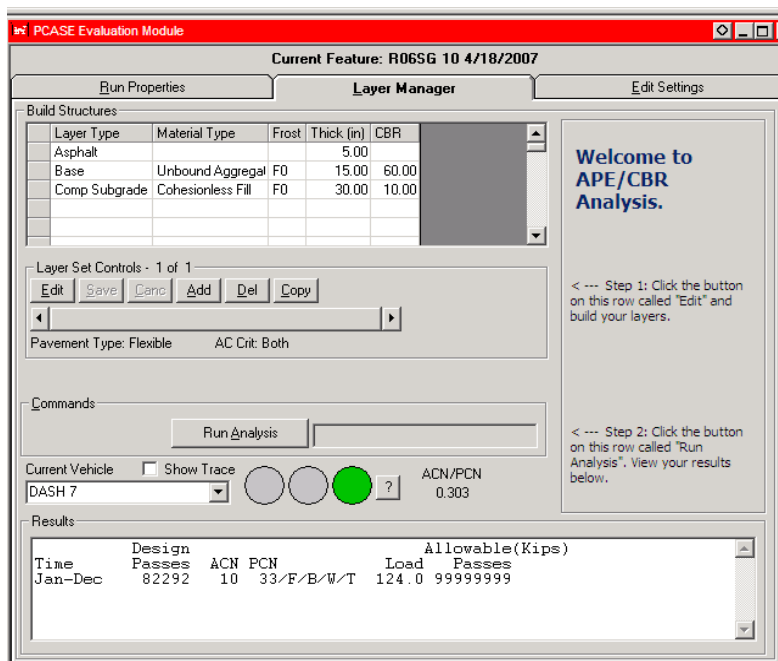 PCASE Evaluation Module
Current Feature: R06SG 10 4/18/2007
Run Properties Layer Manager Edit Settings
Build Structures
Layer Type Material Type Frost Thick (in) CBR
Asphalt 5.00
Base Unbound Aggregat F0 15.00 60.00
Comp Subgrade Cohesionless Fill F0 30.00 10.00
Welcome to
APE/CBR
Analysis.
Layer Set Controls - 1 of 1
Edit Save Canc Add Del Copy
Pavement Type: Flexible AC Crit: Both
< --- Step 1: Click the button
on this row called "Edit" and
build your layers.
Commands
Run Analysis
< --- Step 2: Click the button
on this row called "Run
Analysis". View your results
below.
Current Vehicle Show Trace
DASH 7
?
ACN/PCN
0.303
Results
Design Allowable(Kips)
Time Passes ACN PCN Load Passes
Jan-Dec 82292 10 33/F/B/W/T 124.0 99999999